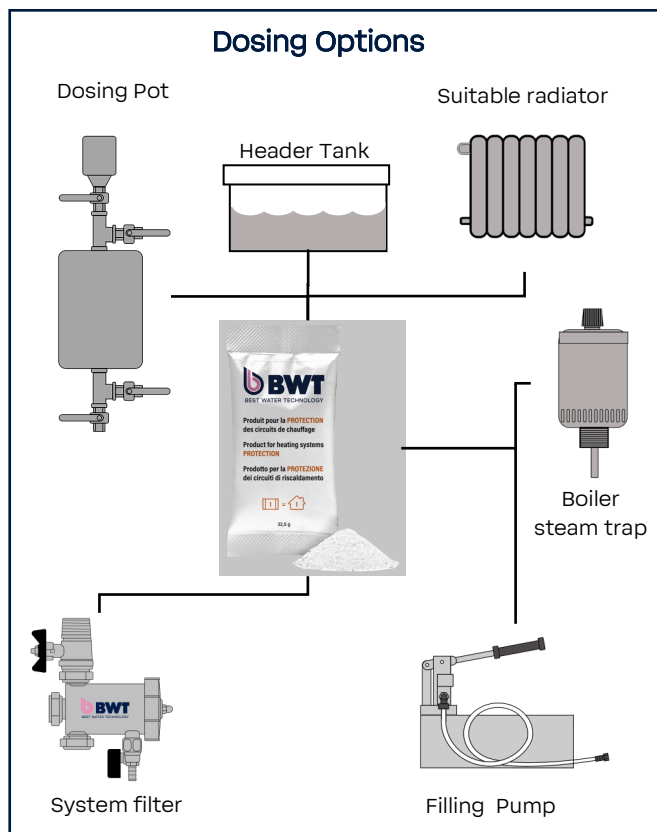 Dosing Options
Dosing Pot
Suitable radiator
Header Tank
BWT
BEST WATER TECHNOLOGY
Produit pour la PROTECTION
des circuits de chauffage
Product for heating systems
PROTECTION
Prodotto per la PROTEZIONE
dei circuiti di riscaldamento
1 = 1
32,5 g
Boiler
steam trap
BWT
BEST WATER TECHNOLOGY
System filter
Filling Pump